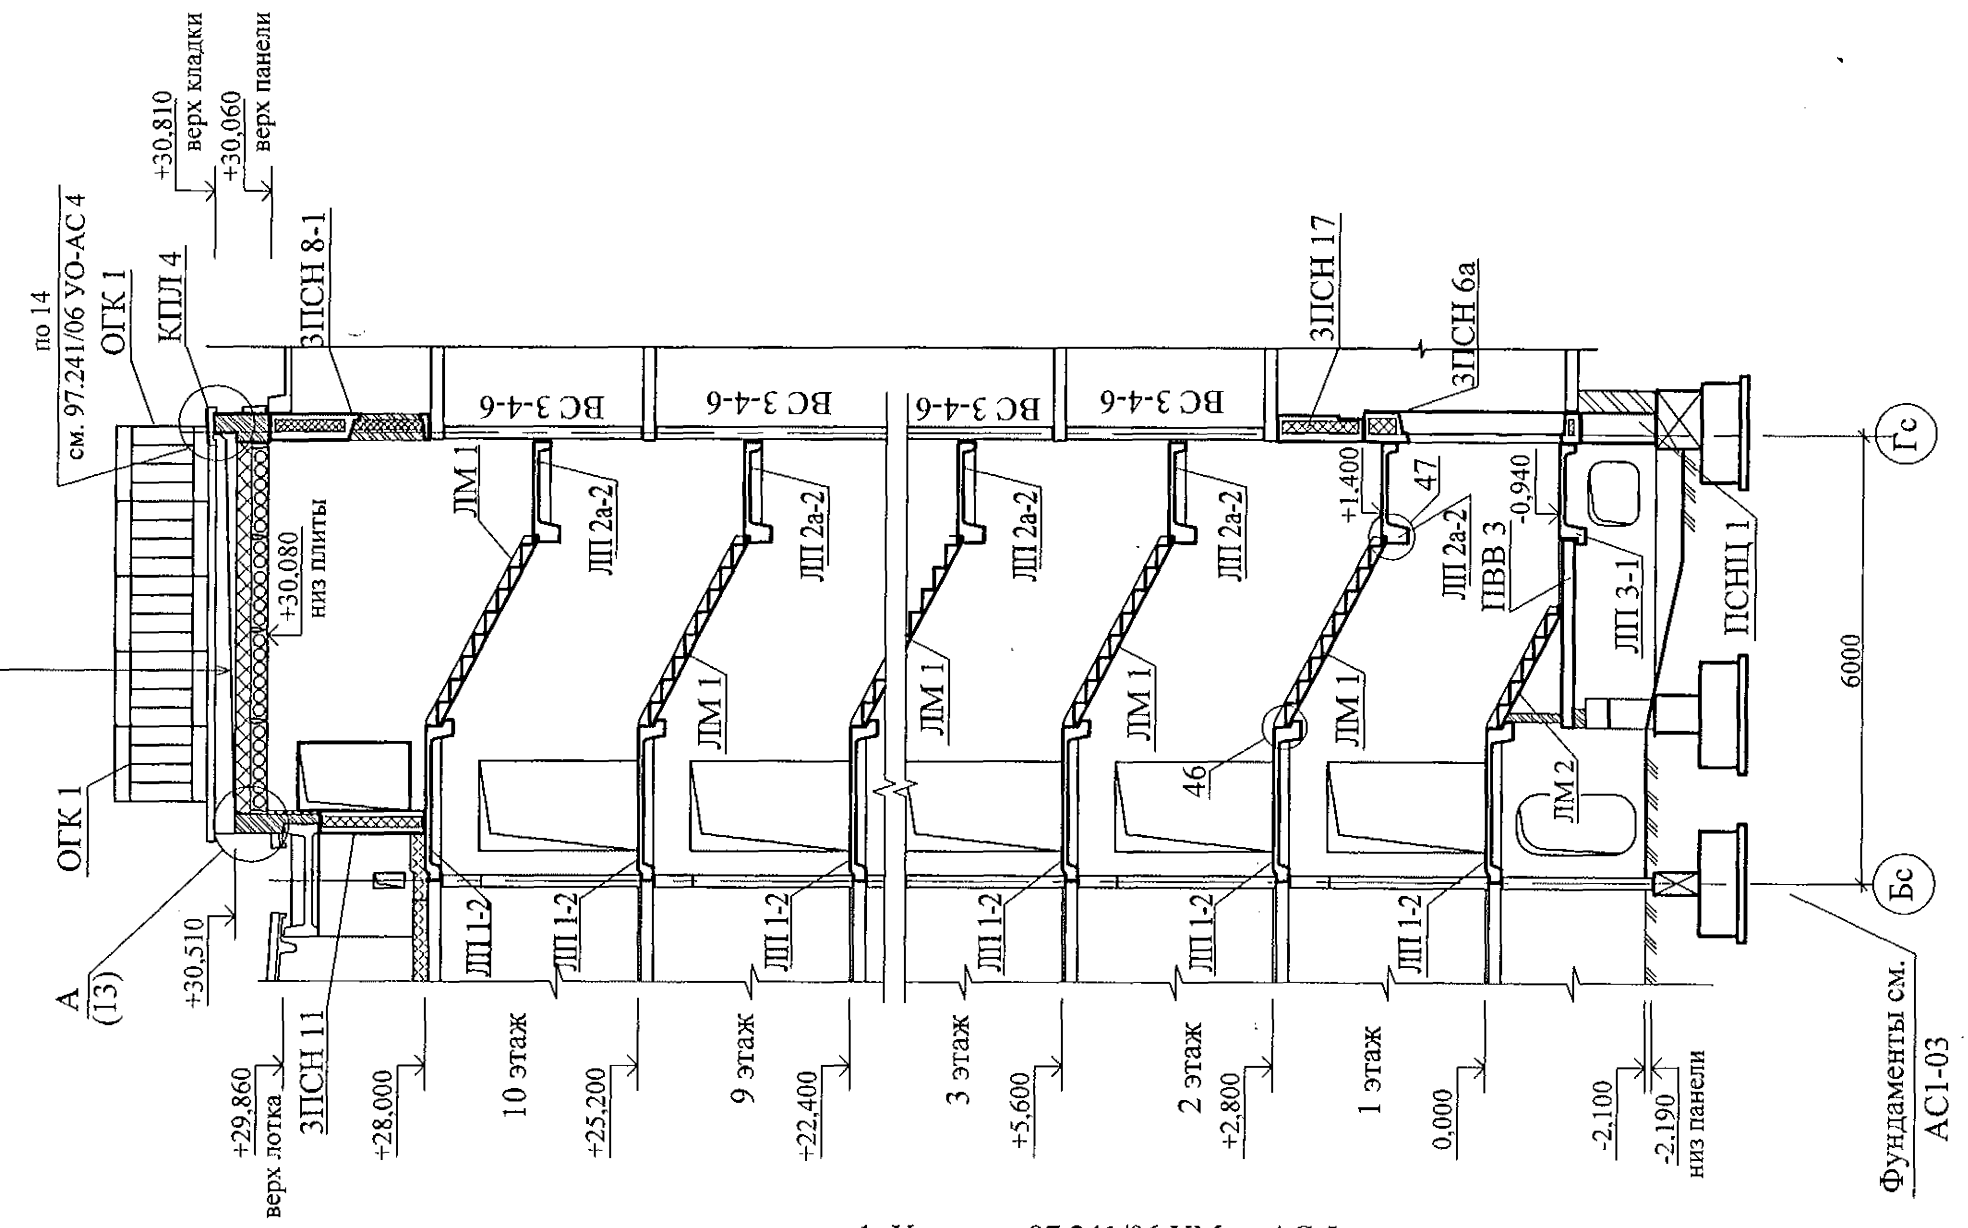 по 14
см. 97.241/06 УО-АС 4
ОГК 1
КПЛ 4
+30,810
верх кладки
+30,060
верх панели
3ПСН 8-1
ОГК 1
А
(13)
+30,510
+30,080
низ плиты
+29,860
верх лотка
3ПСН 11
+28,000
10 этаж
+25,200
9 этаж
+22,400
3 этаж
+5,600
2 этаж
+2,800
1 этаж
0,000
-2,100
-2,190
низ панели
ЛП 1-2
ЛП 1-2
ЛП 1-2
ЛП 1-2
ЛП 1-2
ЛП 1-2
ЛМ 1
ЛМ 1
ЛМ 1
ЛМ 1
ЛМ 1
ЛМ 2
46
47
ЛП 2а-2
ЛП 2а-2
ЛП 2а-2
ЛП 2а-2
ЛП 2а-2
ВС 3-4-6
ВС 3-4-6
ВС 3-4-6
ВС 3-4-6
3ПСН 17
3ПСН 6а
+1.400
-0,940
ПВВ 3
ЛП 3-1
ПСНЦ 1
6000
Гс
Бс
Фундаменты см.
АС1-03